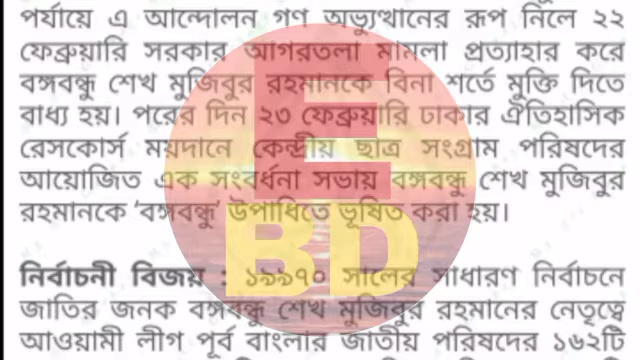 পর্যায়ে এ আন্দোলন গণ অভ্যুত্থানের রূপ নিলে ২২
ফেব্রুয়ারি সরকার আগরতলা মামলা প্রত্যাহার করে
বঙ্গবন্ধু শেখ মুজিবুর রহমানকে বিনা শর্তে মুক্তি দিতে
বাধ্য হয়। পরের দিন ২৩ ফেব্রুয়ারি ঢাকার ঐতিহাসিক
রেসকোর্স ময়দানে কেন্দ্রীয় ছাত্র সংগ্রাম পরিষদের
আয়োজিত এক সংবর্ধনা সভায় বঙ্গবন্ধু শেখ মুজিবুর
রহমানকে 'বঙ্গবন্ধু' উপাধিতে ভূষিত করা হয়।
নির্বাচনী বিজয় : ১৯৯৭০ সালের সাধারণ নির্বাচনে
জাতির জনক বঙ্গবন্ধু শেখ মুজিবুর রহমানের নেতৃত্বে
আওয়ামী লীগ পূর্ব বাংলার জাতীয় পরিষদের ১৬২টি
E
BD